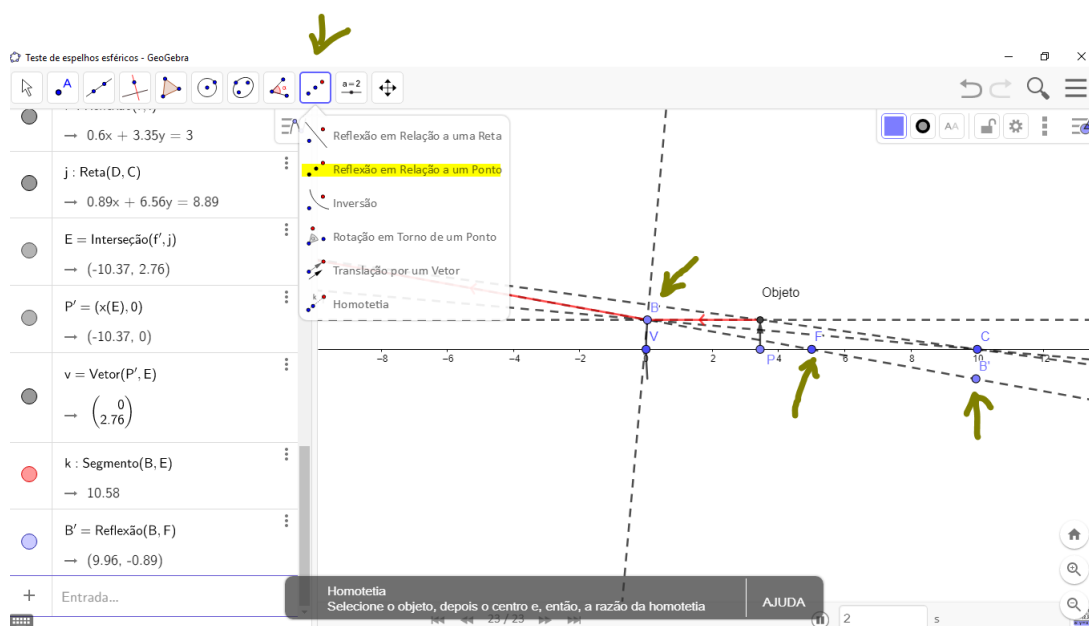 Teste de espelhos esféricos - GeoGebra
A
a=2
→ 0.6x + 3.35y = 3
j : Reta(D, C)
→ 0.89x + 6.56y = 8.89
E = Interseção(f', j)
→ (-10.37, 2.76)
P' = (x(E), 0)
→ (-10.37, 0)
v = Vetor(P', E)
→ ( 0
2.76 )
k : Segmento(B, E)
→ 10.58
B' = Reflexão(B, F)
→ (9.96, -0.89)
Entrada...
Reflexão em Relação a uma Reta
Reflexão em Relação a um Ponto
Inversão
Rotação em Torno de um Ponto
Translação por um Vetor
Homotetia
AA
Objeto
B
V
P
F
C
B'
-8 -6 -4 -2 0 2 4 6 8 10 12
Homotetia
Selecione o objeto, depois o centro e, então, a razão da homotetia
AJUDA
23 / 23
2 s